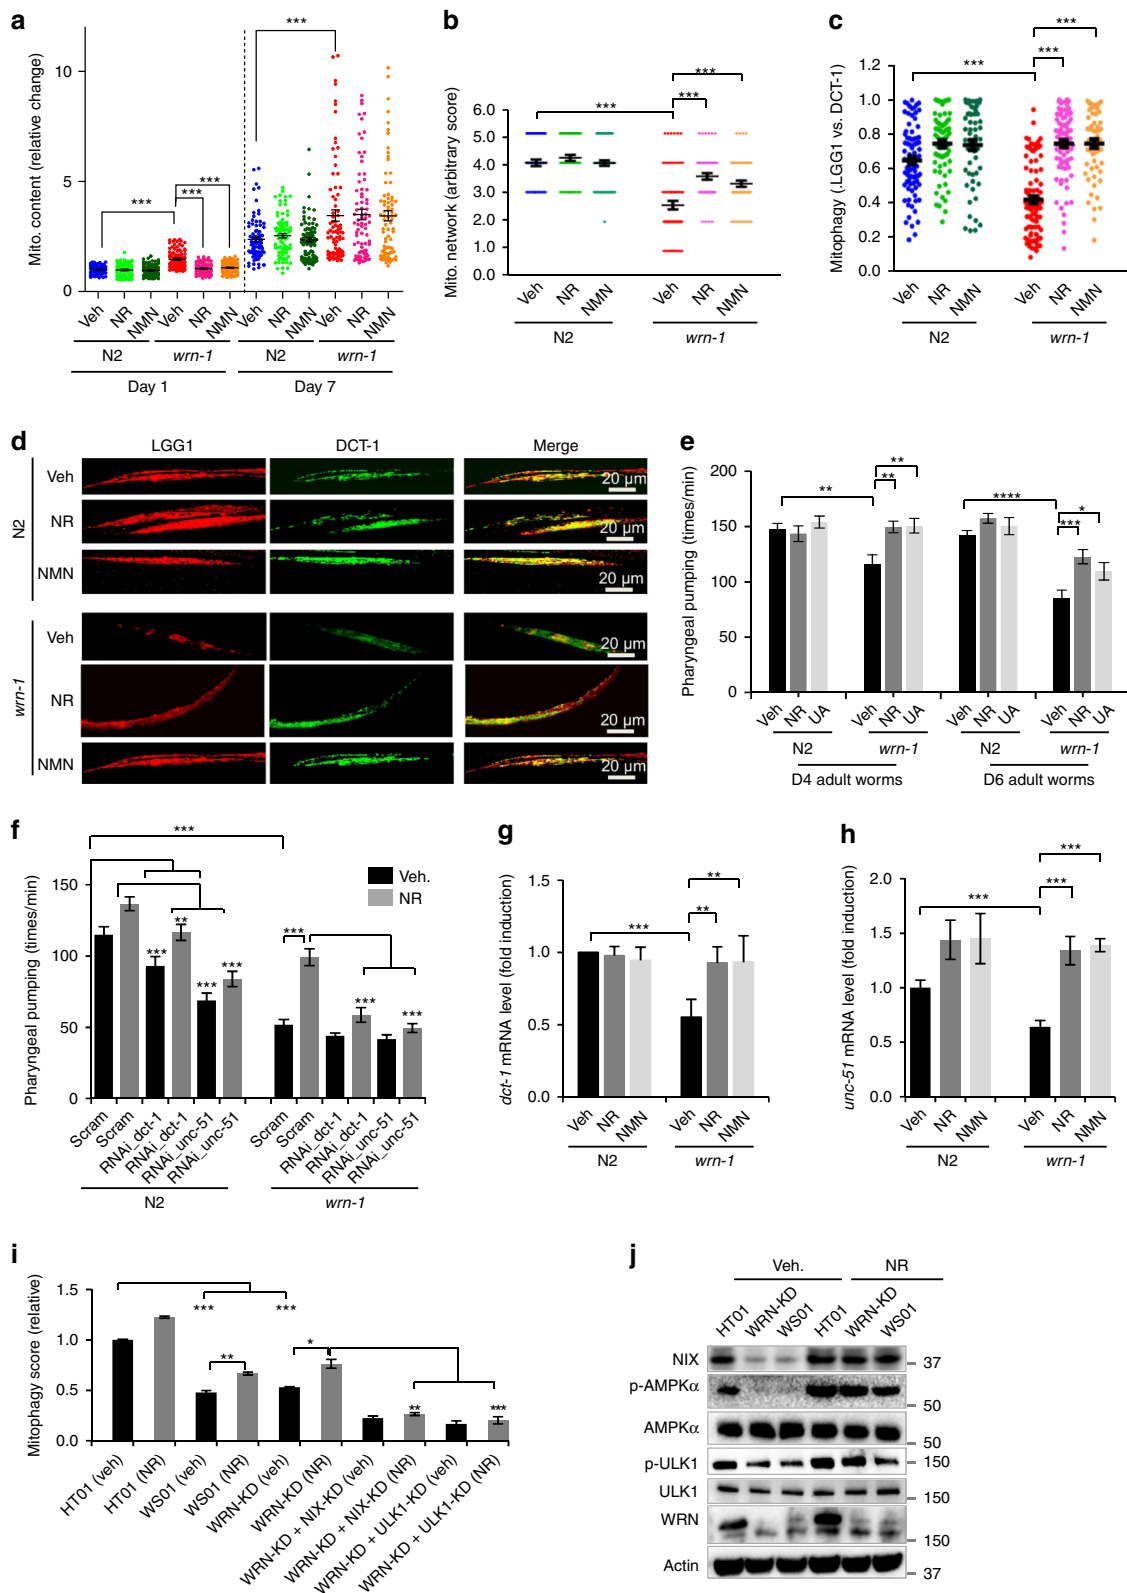 a
Mito. content (relative change)
10
5
0
***
***
***
***
Veh
NR
NMN
Veh
NR
NMN
Veh
NR
NMN
Veh
NR
NMN
N2
wrn-1
N2
wrn-1
Day 1
Day 7
b
Mito. network (arbitrary score)
6.0
5.0
4.0
3.0
2.0
1.0
0.0
***
***
***
Veh
NR
NMN
Veh
NR
NMN
N2
wrn-1
c
Mitophagy (.LGG1 vs. DCT-1)
1.2
1.0
0.8
0.6
0.4
0.2
0.0
***
***
***
Veh
NR
NMN
Veh
NR
NMN
N2
wrn-1
d
LGG1
DCT-1
Merge
N2
Veh
20 µm
NR
20 µm
NMN
20 µm
wrn-1
Veh
20 µm
NR
20 µm
NMN
20 µm
e
Pharyngeal pumping (times/min)
200
150
100
50
0
**
**
**
****
***
*
Veh
NR
UA
Veh
NR
UA
Veh
NR
UA
Veh
NR
UA
N2
wrn-1
N2
wrn-1
D4 adult worms
D6 adult worms
f
Pharyngeal pumping (times/min)
150
100
50
0
***
***
**
***
***
***
***
***
Veh.
NR
Scram
Scram
RNAi_dct-1
RNAi_dct-1
RNAi_unc-51
RNAi_unc-51
Scram
Scram
RNAi_dct-1
RNAi_dct-1
RNAi_unc-51
RNAi_unc-51
N2
wrn-1
g
dct-1 mRNA level (fold induction)
1.5
1.0
0.5
0.0
***
**
**
Veh
NR
NMN
Veh
NR
NMN
N2
wrn-1
h
unc-51 mRNA level (fold induction)
2.0
1.5
1.0
0.5
0.0
***
***
***
Veh
NR
NMN
Veh
NR
NMN
N2
wrn-1
i
Mitophagy score (relative)
1.5
1.0
0.5
0.0
***
**
***
*
**
***
HT01 (veh)
HT01 (NR)
WS01 (veh)
WS01 (NR)
WRN-KD (veh)
WRN-KD (NR)
WRN-KD + NIX-KD (veh)
WRN-KD + NIX-KD (NR)
WRN-KD + ULK1-KD (veh)
WRN-KD + ULK1-KD (NR)
j
Veh.
NR
HT01
WRN-KD
WS01
HT01
WRN-KD
WS01
NIX
37
p-AMPKα
50
AMPKα
50
p-ULK1
150
ULK1
150
WRN
150
Actin
37